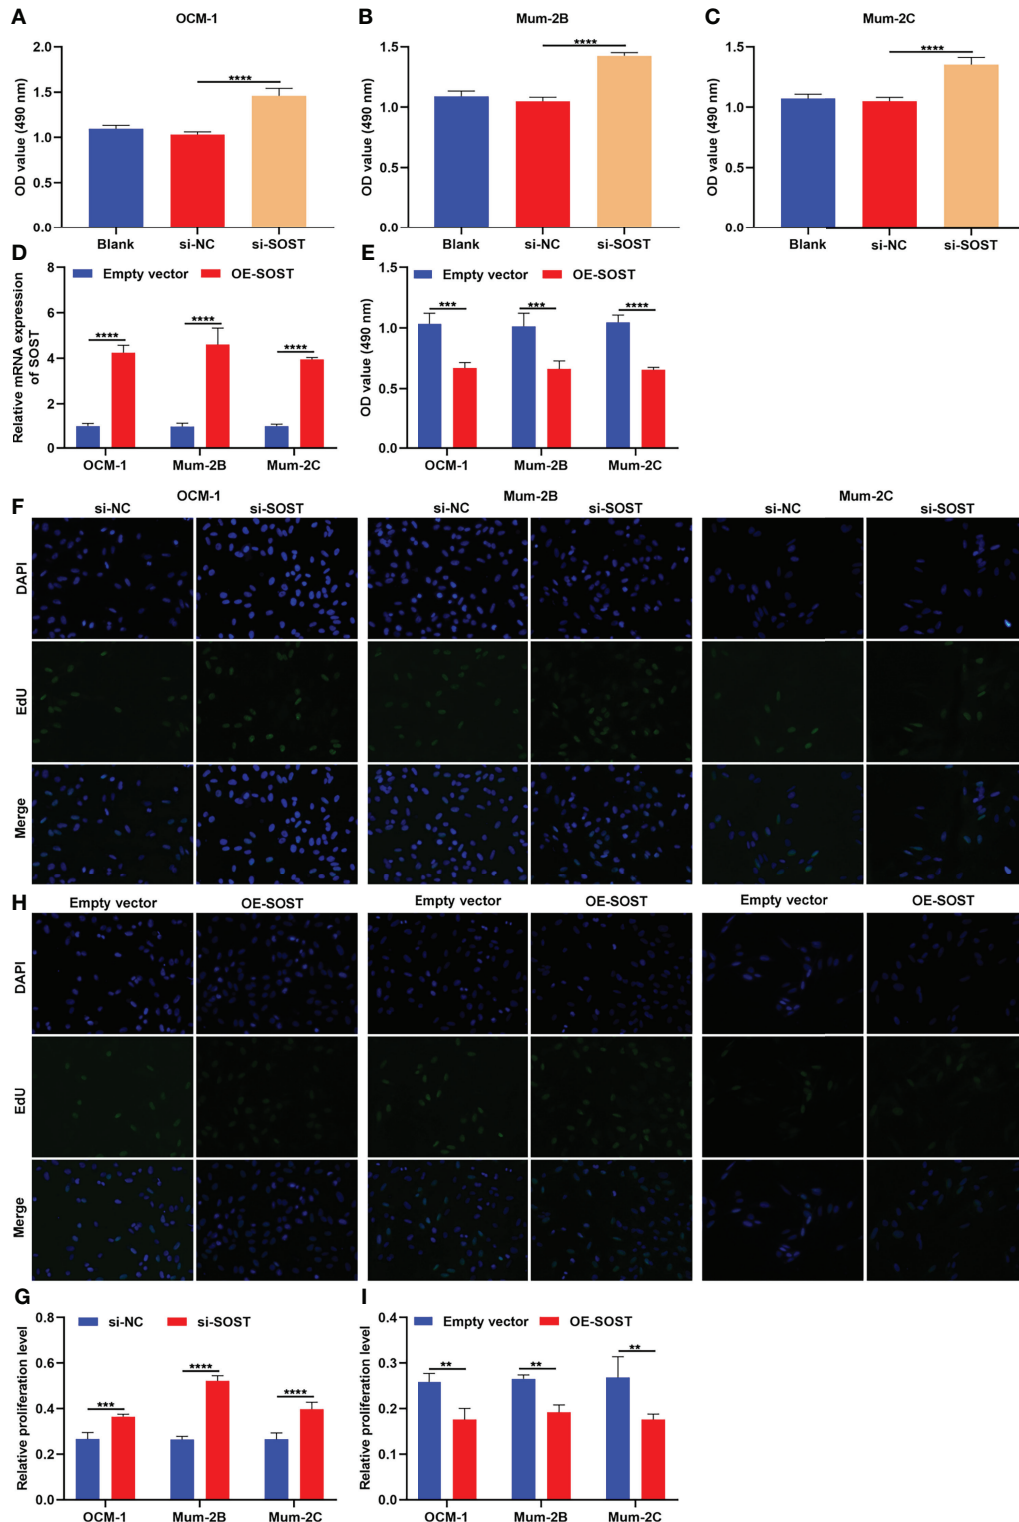 A
OCM-1
OD value (490 nm)
2.0
1.5
1.0
0.5
0.0
****
Blank
si-NC
si-SOST
B
Mum-2B
OD value (490 nm)
1.5
1.0
0.5
0.0
****
Blank
si-NC
si-SOST
C
Mum-2C
OD value (490 nm)
1.5
1.0
0.5
0.0
****
Blank
si-NC
si-SOST
D
Empty vector
OE-SOST
Relative mRNA expression
of SOST
8
6
4
2
0
****
****
****
OCM-1
Mum-2B
Mum-2C
E
Empty vector
OE-SOST
OD value (490 nm)
1.5
1.0
0.5
0.0
***
***
****
OCM-1
Mum-2B
Mum-2C
F
OCM-1
Mum-2B
Mum-2C
si-NC
si-SOST
si-NC
si-SOST
si-NC
si-SOST
DAPI
EdU
Merge
H
Empty vector
OE-SOST
Empty vector
OE-SOST
Empty vector
OE-SOST
DAPI
EdU
Merge
G
si-NC
si-SOST
Relative proliferation level
0.8
0.6
0.4
0.2
0.0
***
****
****
OCM-1
Mum-2B
Mum-2C
I
Empty vector
OE-SOST
Relative proliferation level
0.4
0.3
0.2
0.1
0.0
**
**
**
OCM-1
Mum-2B
Mum-2C